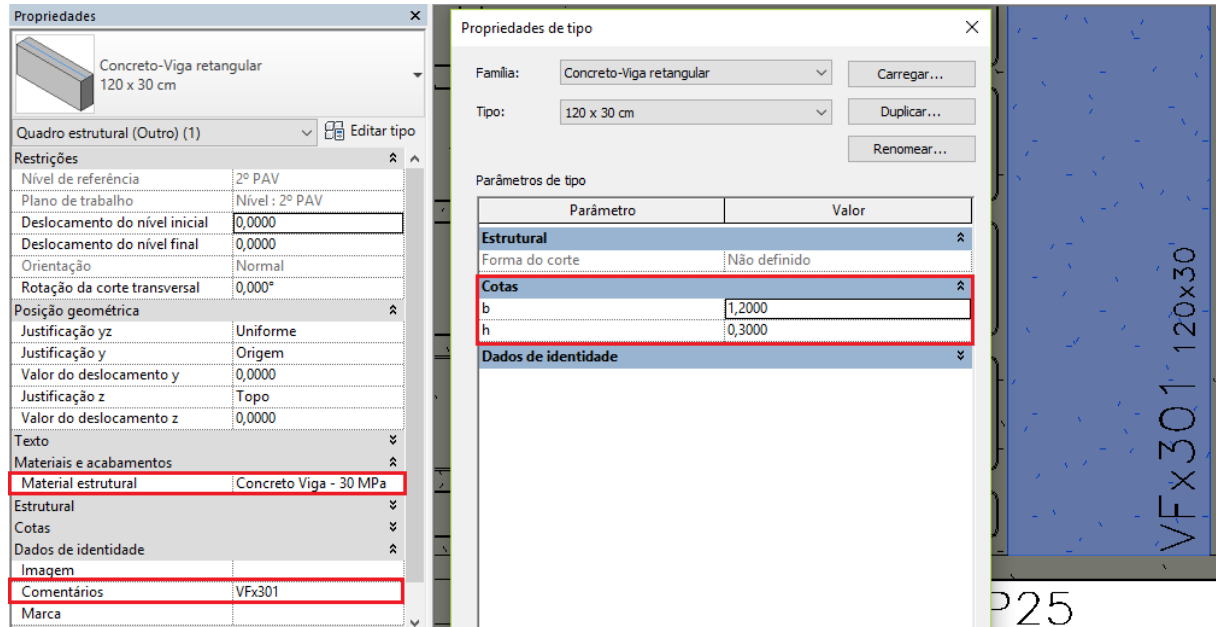 Propriedades
Concreto-Viga retangular
120 x 30 cm
Quadro estrutural (Outro) (1)
Editar tipo
Restrições
Nível de referência 2º PAV
Plano de trabalho Nível : 2º PAV
Deslocamento do nível inicial 0,0000
Deslocamento do nível final 0,0000
Orientação Normal
Rotação da corte transversal 0,000°
Posição geométrica
Justificação yz Uniforme
Justificação y Origem
Valor do deslocamento y 0,0000
Justificação z Topo
Valor do deslocamento z 0,0000
Texto
Materiais e acabamentos
Material estrutural Concreto Viga - 30 MPa
Estrutural
Cotas
Dados de identidade
Imagem
Comentários VFx301
Marca
Propriedades de tipo
Família: Concreto-Viga retangular Carregar...
Tipo: 120 x 30 cm Duplicar...
Renomear...
Parâmetros de tipo
Parâmetro Valor
Estrutural
Forma do corte Não definido
Cotas
b 1,2000
h 0,3000
Dados de identidade
VFx301 120x30
P25